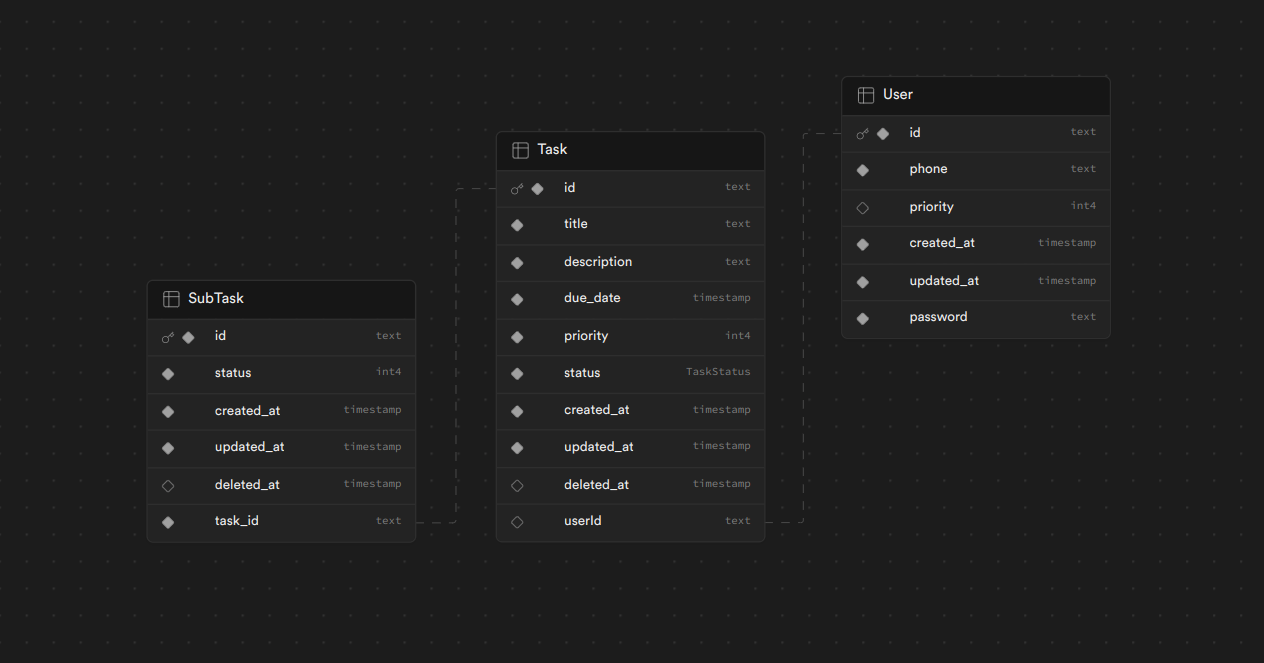 SubTask
id text
status int4
created_at timestamp
updated_at timestamp
deleted_at timestamp
task_id text
Task
id text
title text
description text
due_date timestamp
priority int4
status TaskStatus
created_at timestamp
updated_at timestamp
deleted_at timestamp
userId text
User
id text
phone text
priority int4
created_at timestamp
updated_at timestamp
password text